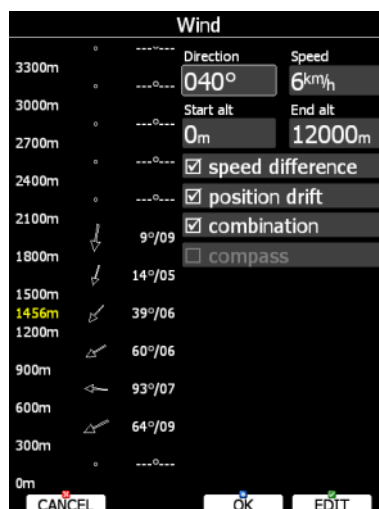 Wind
---°---
Direction Speed
3300m
---°---
040° 6km/h
3000m
Start alt End alt
---°---
0m 12000m
2700m
---°---
☑ speed difference
2400m
---°---
☑ position drift
2100m
9°/09
☑ combination
1800m
☐ compass
14°/05
1500m
1456m 39°/06
1200m
60°/06
900m
93°/07
600m
64°/09
300m
---°---
0m
CANCEL OK EDIT